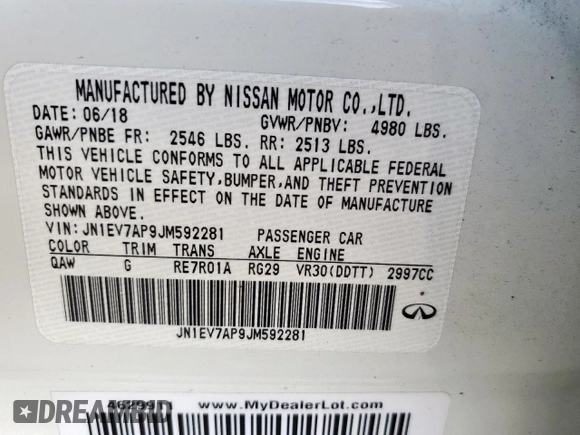 MANUFACTURED BY NISSAN MOTOR CO.,LTD.
DATE: 06/18 GVWR/PNBV: 4980 LBS.
GAWR/PNBE FR: 2546 LBS. RR: 2513 LBS.
THIS VEHICLE CONFORMS TO ALL APPLICABLE FEDERAL
MOTOR VEHICLE SAFETY,BUMPER,AND THEFT PREVENTION
STANDARDS IN EFFECT ON THE DATE OF MANUFACTURE
SHOWN ABOVE.
VIN: JN1EV7AP9JM592281 PASSENGER CAR
COLOR TRIM TRANS AXLE ENGINE
QAW G RE7R01A RG29 VR30(DDTT) 2997CC
JN1EV7AP9JM592281
www.MyDealerLot.com
DREAMBID